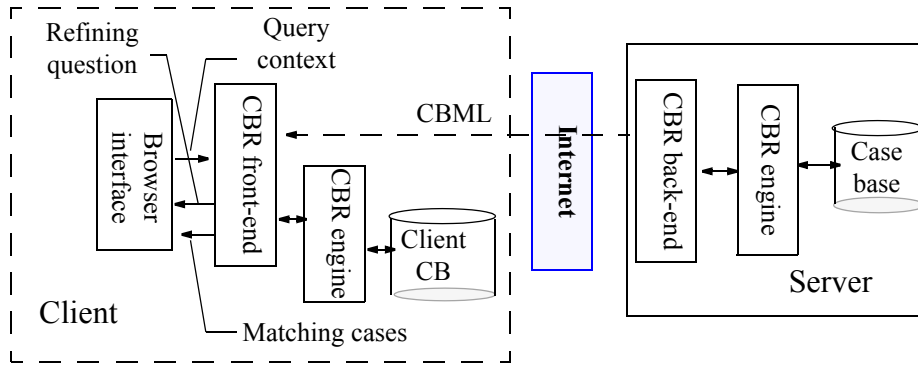 Refining
question
Query
context
Browser
interface
CBR front-end
CBR engine
Client
CB
Client
Matching cases
CBML
Internet
CBR back-end
CBR engine
Case
base
Server